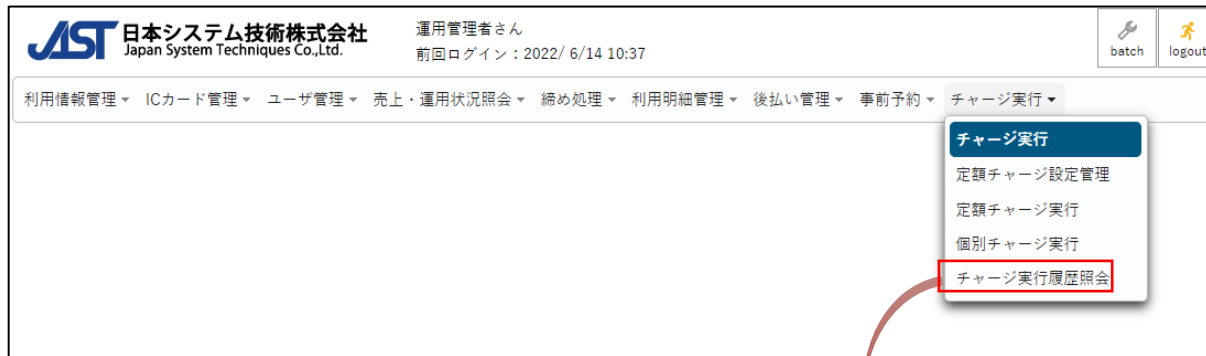 JAST 日本システム技術株式会社
Japan System Techniques Co.,Ltd.
運用管理者さん
前回ログイン：2022/ 6/14 10:37
batch
logout
利用情報管理 ICカード管理 ユーザ管理 売上・運用状況照会 締め処理 利用明細管理 後払い管理 事前予約 チャージ実行
チャージ実行
定額チャージ設定管理
定額チャージ実行
個別チャージ実行
チャージ実行履歴照会